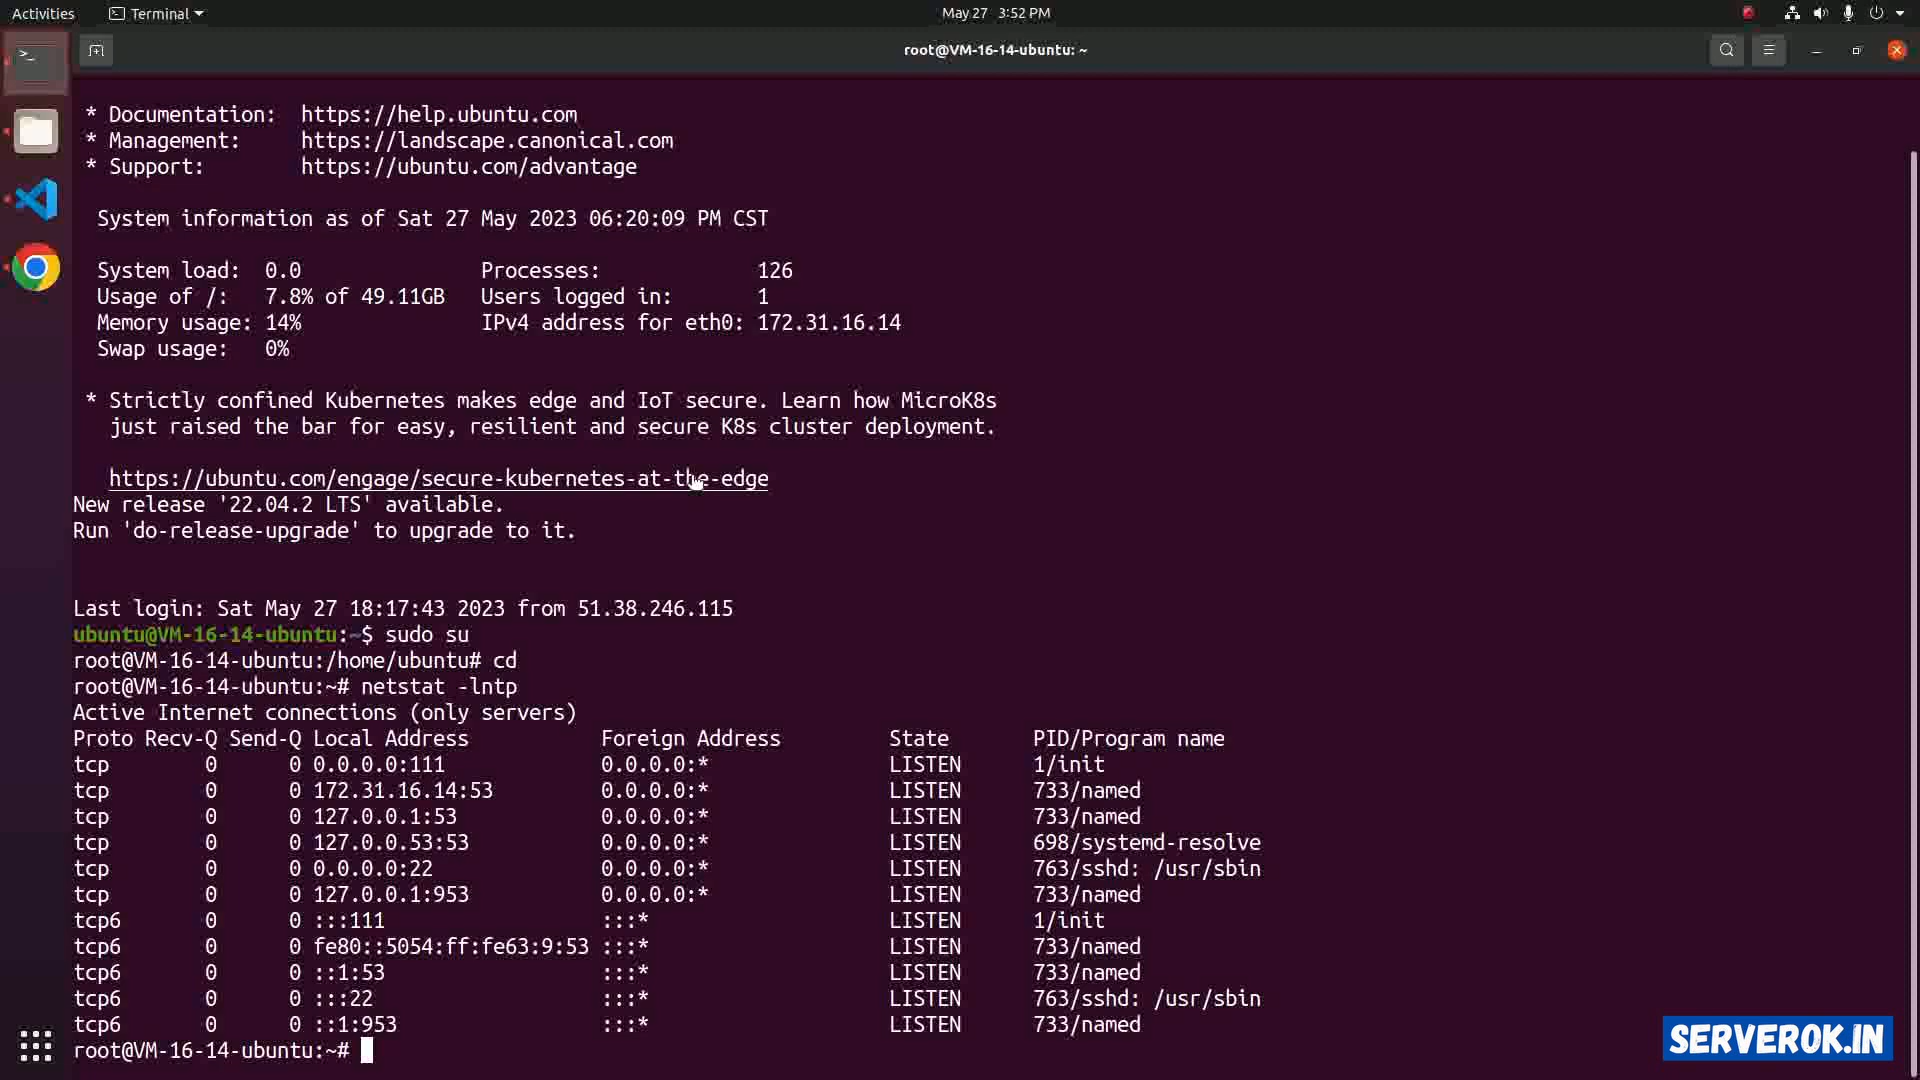 Activities Terminal May 27 3:52 PM
root@VM-16-14-ubuntu: ~
* Documentation: https://help.ubuntu.com
* Management: https://landscape.canonical.com
* Support: https://ubuntu.com/advantage
System information as of Sat 27 May 2023 06:20:09 PM CST
System load: 0.0 Processes: 126
Usage of /: 7.8% of 49.11GB Users logged in: 1
Memory usage: 14% IPv4 address for eth0: 172.31.16.14
Swap usage: 0%
* Strictly confined Kubernetes makes edge and IoT secure. Learn how MicroK8s
just raised the bar for easy, resilient and secure K8s cluster deployment.
https://ubuntu.com/engage/secure-kubernetes-at-the-edge
New release '22.04.2 LTS' available.
Run 'do-release-upgrade' to upgrade to it.
Last login: Sat May 27 18:17:43 2023 from 51.38.246.115
ubuntu@VM-16-14-ubuntu:~$ sudo su
root@VM-16-14-ubuntu:/home/ubuntu# cd
root@VM-16-14-ubuntu:~# netstat -lntp
Active Internet connections (only servers)
Proto Recv-Q Send-Q Local Address Foreign Address State PID/Program name
tcp 0 0 0.0.0.0:111 0.0.0.0:* LISTEN 1/init
tcp 0 0 172.31.16.14:53 0.0.0.0:* LISTEN 733/named
tcp 0 0 127.0.0.1:53 0.0.0.0:* LISTEN 733/named
tcp 0 0 127.0.0.53:53 0.0.0.0:* LISTEN 698/systemd-resolve
tcp 0 0 0.0.0.0:22 0.0.0.0:* LISTEN 763/sshd: /usr/sbin
tcp 0 0 127.0.0.1:953 0.0.0.0:* LISTEN 733/named
tcp6 0 0 :::111 :::* LISTEN 1/init
tcp6 0 0 fe80::5054:ff:fe63:9:53 :::* LISTEN 733/named
tcp6 0 0 ::1:53 :::* LISTEN 733/named
tcp6 0 0 :::22 :::* LISTEN 763/sshd: /usr/sbin
tcp6 0 0 ::1:953 :::* LISTEN 733/named
root@VM-16-14-ubuntu:~#
SERVEROK.IN